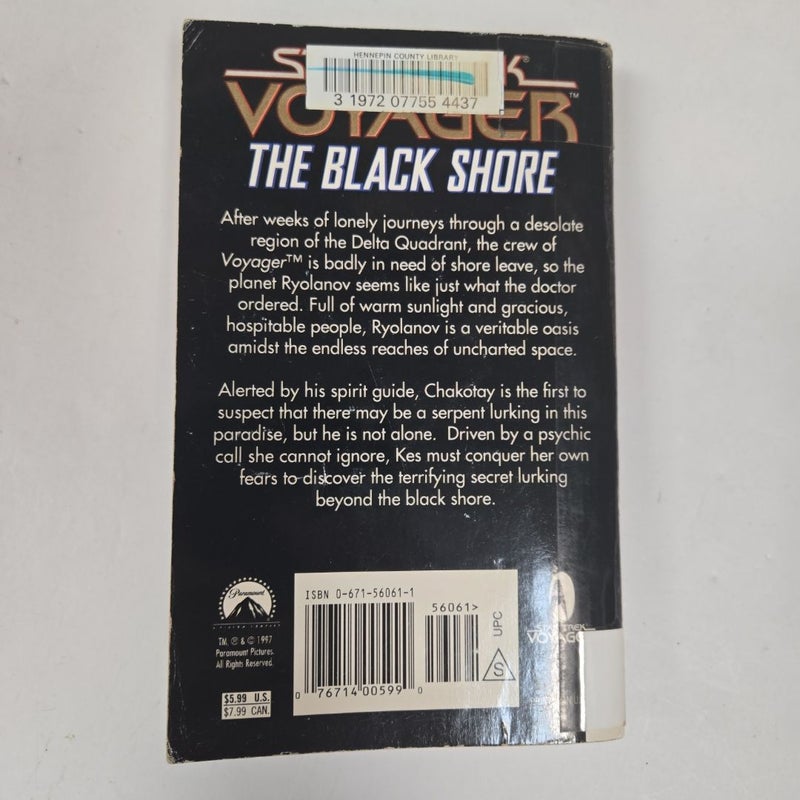 HENNEPIN COUNTY LIBRARY
3 1972 07755 4437
VOYAGER™
THE BLACK SHORE
After weeks of lonely journeys through a desolate
region of the Delta Quadrant, the crew of
Voyager™ is badly in need of shore leave, so the
planet Ryolanov seems like just what the doctor
ordered. Full of warm sunlight and gracious,
hospitable people, Ryolanov is a veritable oasis
amidst the endless reaches of uncharted space.
Alerted by his spirit guide, Chakotay is the first to
suspect that there may be a serpent lurking in this
paradise, but he is not alone. Driven by a psychic
call she cannot ignore, Kes must conquer her own
fears to discover the terrifying secret lurking
beyond the black shore.
Paramount
TM, ® & © 1997
Paramount Pictures.
All Rights Reserved.
$5.99 U.S.
$7.99 CAN.
ISBN 0-671-56061-1
56061>
0 76714 00599 0
UPC
S